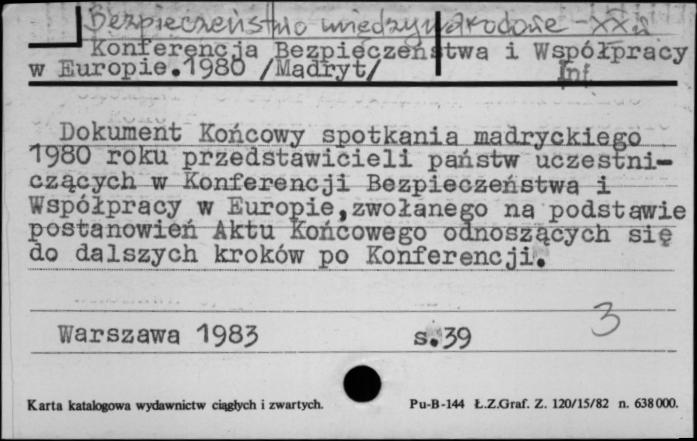 Bezpieczeństwo międzynarodowe - XX w
Konferencja Bezpieczeństwa i Współpracy
w Europie.1980 /Madryt/ Inf.
Dokument Końcowy spotkania madryckiego
1980 roku przedstawicieli państw uczestni-
czących w Konferencji Bezpieczeństwa i
Współpracy w Europie,zwołanego na podstawie
postanowień Aktu Końcowego odnoszących się
do dalszych kroków po Konferencji.
Warszawa 1983 s.39 3
Karta katalogowa wydawnictw ciągłych i zwartych. Pu-B-144 Ł.Z.Graf. Z. 120/15/82 n. 638000.